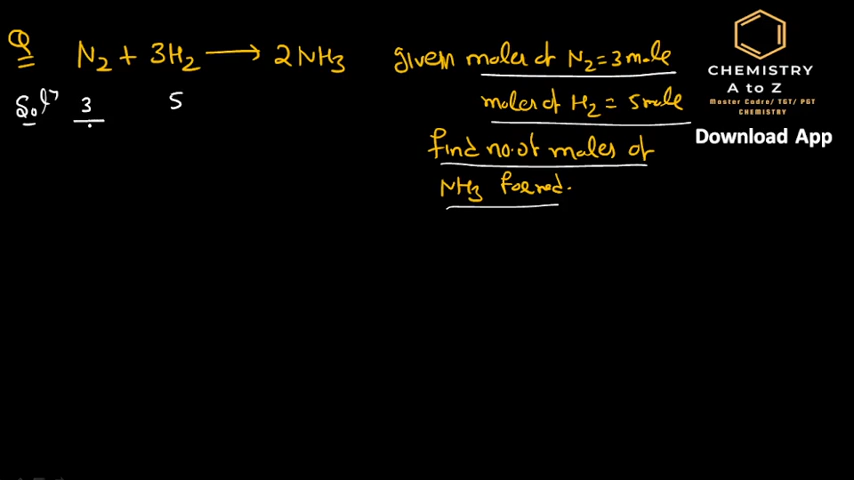 Q N₂ + 3H₂ ⟶ 2NH₃ given moles of N₂ = 3 mole
Solⁿ 3 5 moles of H₂ = 5 mole
find no. of moles of
NH₃ formed.
CHEMISTRY
A to Z
Master Cadre/ TGT/ PGT
CHEMISTRY
Download App